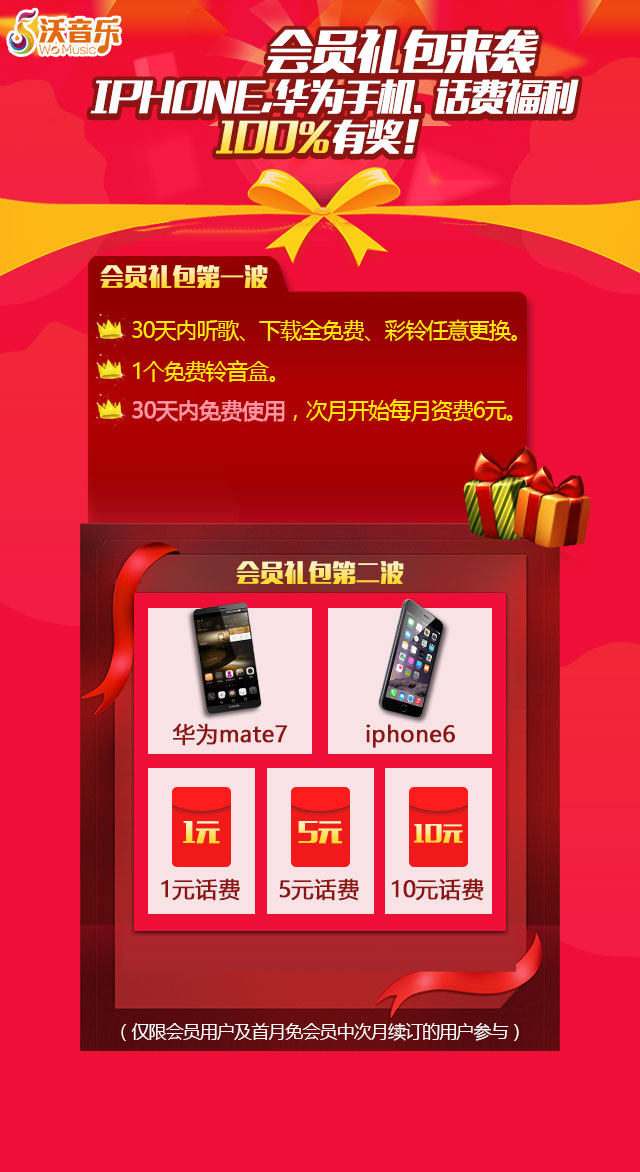 沃音乐
WO Music
会员礼包来袭
IPHONE,华为手机.话费福利
100%有奖!
会员礼包第一波
30天内听歌、下载全免费、彩铃任意更换。
1个免费铃音盒。
30天内免费使用，次月开始每月资费6元。
会员礼包第二波
华为mate7
iphone6
1元
5元
10元
1元话费
5元话费
10元话费
（仅限会员用户及首月免会员中次月续订的用户参与）